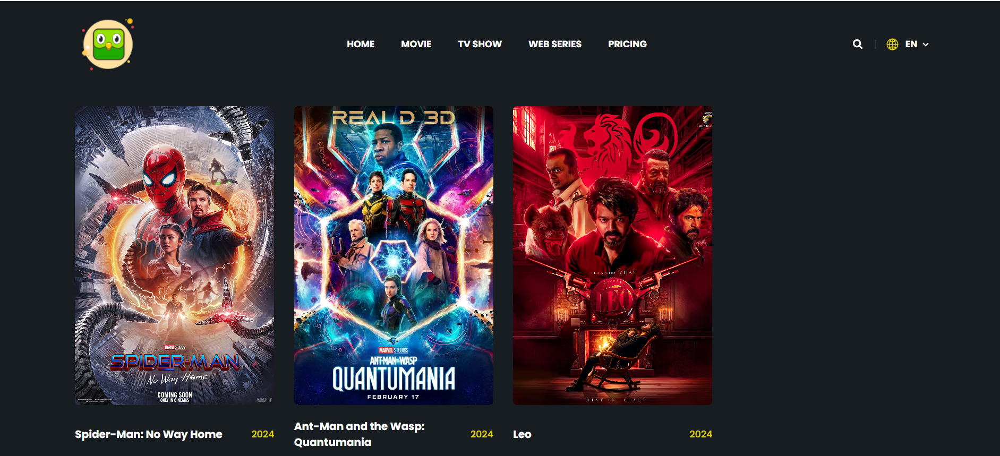 HOME MOVIE TV SHOW WEB SERIES PRICING EN
MARVEL STUDIOS
SPIDER-MAN
No Way Home
COMING SOON
ONLY IN CINEMAS
REAL D 3D
MARVEL STUDIOS
ANT-MAN AND THE WASP
QUANTUMANIA
FEBRUARY 17
THALAPATHY VIJAY
LEO
REST IN PEACE
Spider-Man: No Way Home 2024
Ant-Man and the Wasp:
Quantumania 2024
Leo 2024